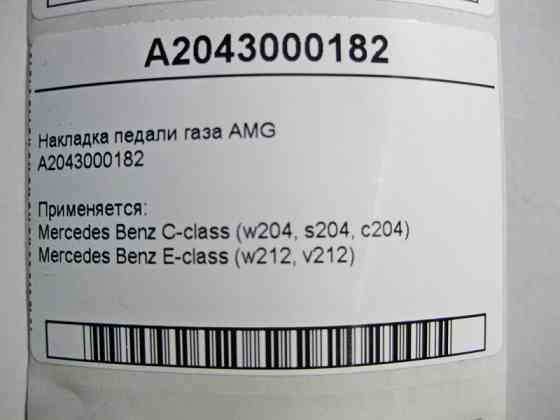 A2043000182
Накладка педали газа AMG
A2043000182
Применяется:
Mercedes Benz C-class (w204, s204, c204)
Mercedes Benz E-class (w212, v212)